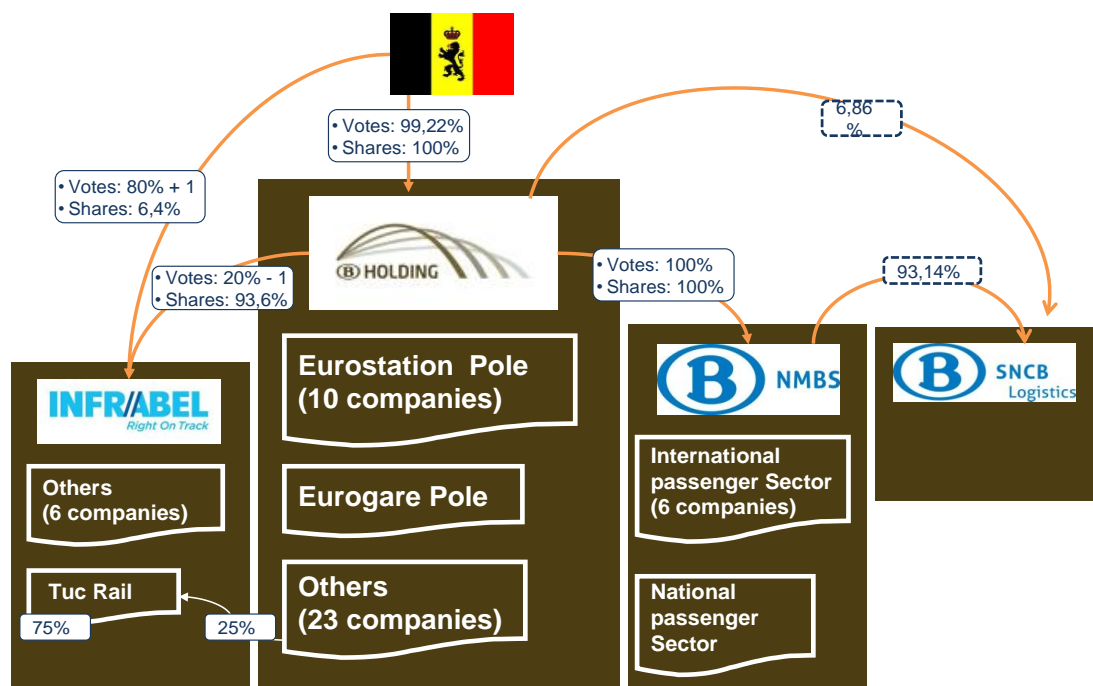 • Votes: 99,22%
• Shares: 100%
6,86
%
• Votes: 80% + 1
• Shares: 6,4%
B HOLDING
• Votes: 20% - 1
• Shares: 93,6%
• Votes: 100%
• Shares: 100%
93,14%
INFRABEL
Right On Track
Others
(6 companies)
Tuc Rail
75%
25%
Eurostation Pole
(10 companies)
Eurogare Pole
Others
(23 companies)
B NMBS
International
passenger Sector
(6 companies)
National
passenger
Sector
B SNCB
Logistics